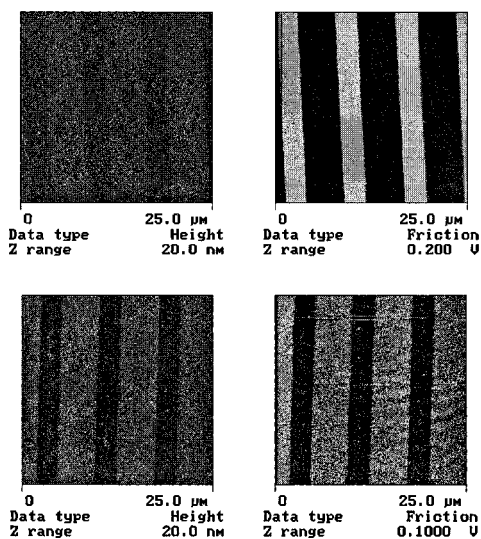 0 25.0 µM
Data type Height
Z range 20.0 nM
0 25.0 µM
Data type Friction
Z range 0.200 V
0 25.0 µM
Data type Height
Z range 20.0 nM
0 25.0 µM
Data type Friction
Z range 0.1000 V